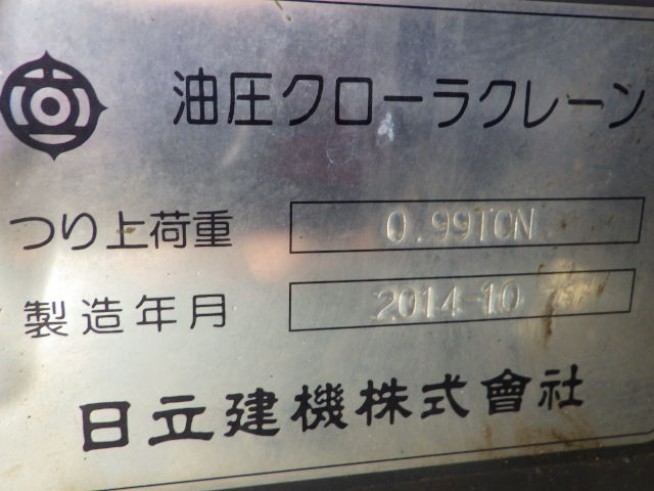 油圧クローラクレーン
つり上荷重 0.99TON
製造年月 2014-10
日立建機株式會社